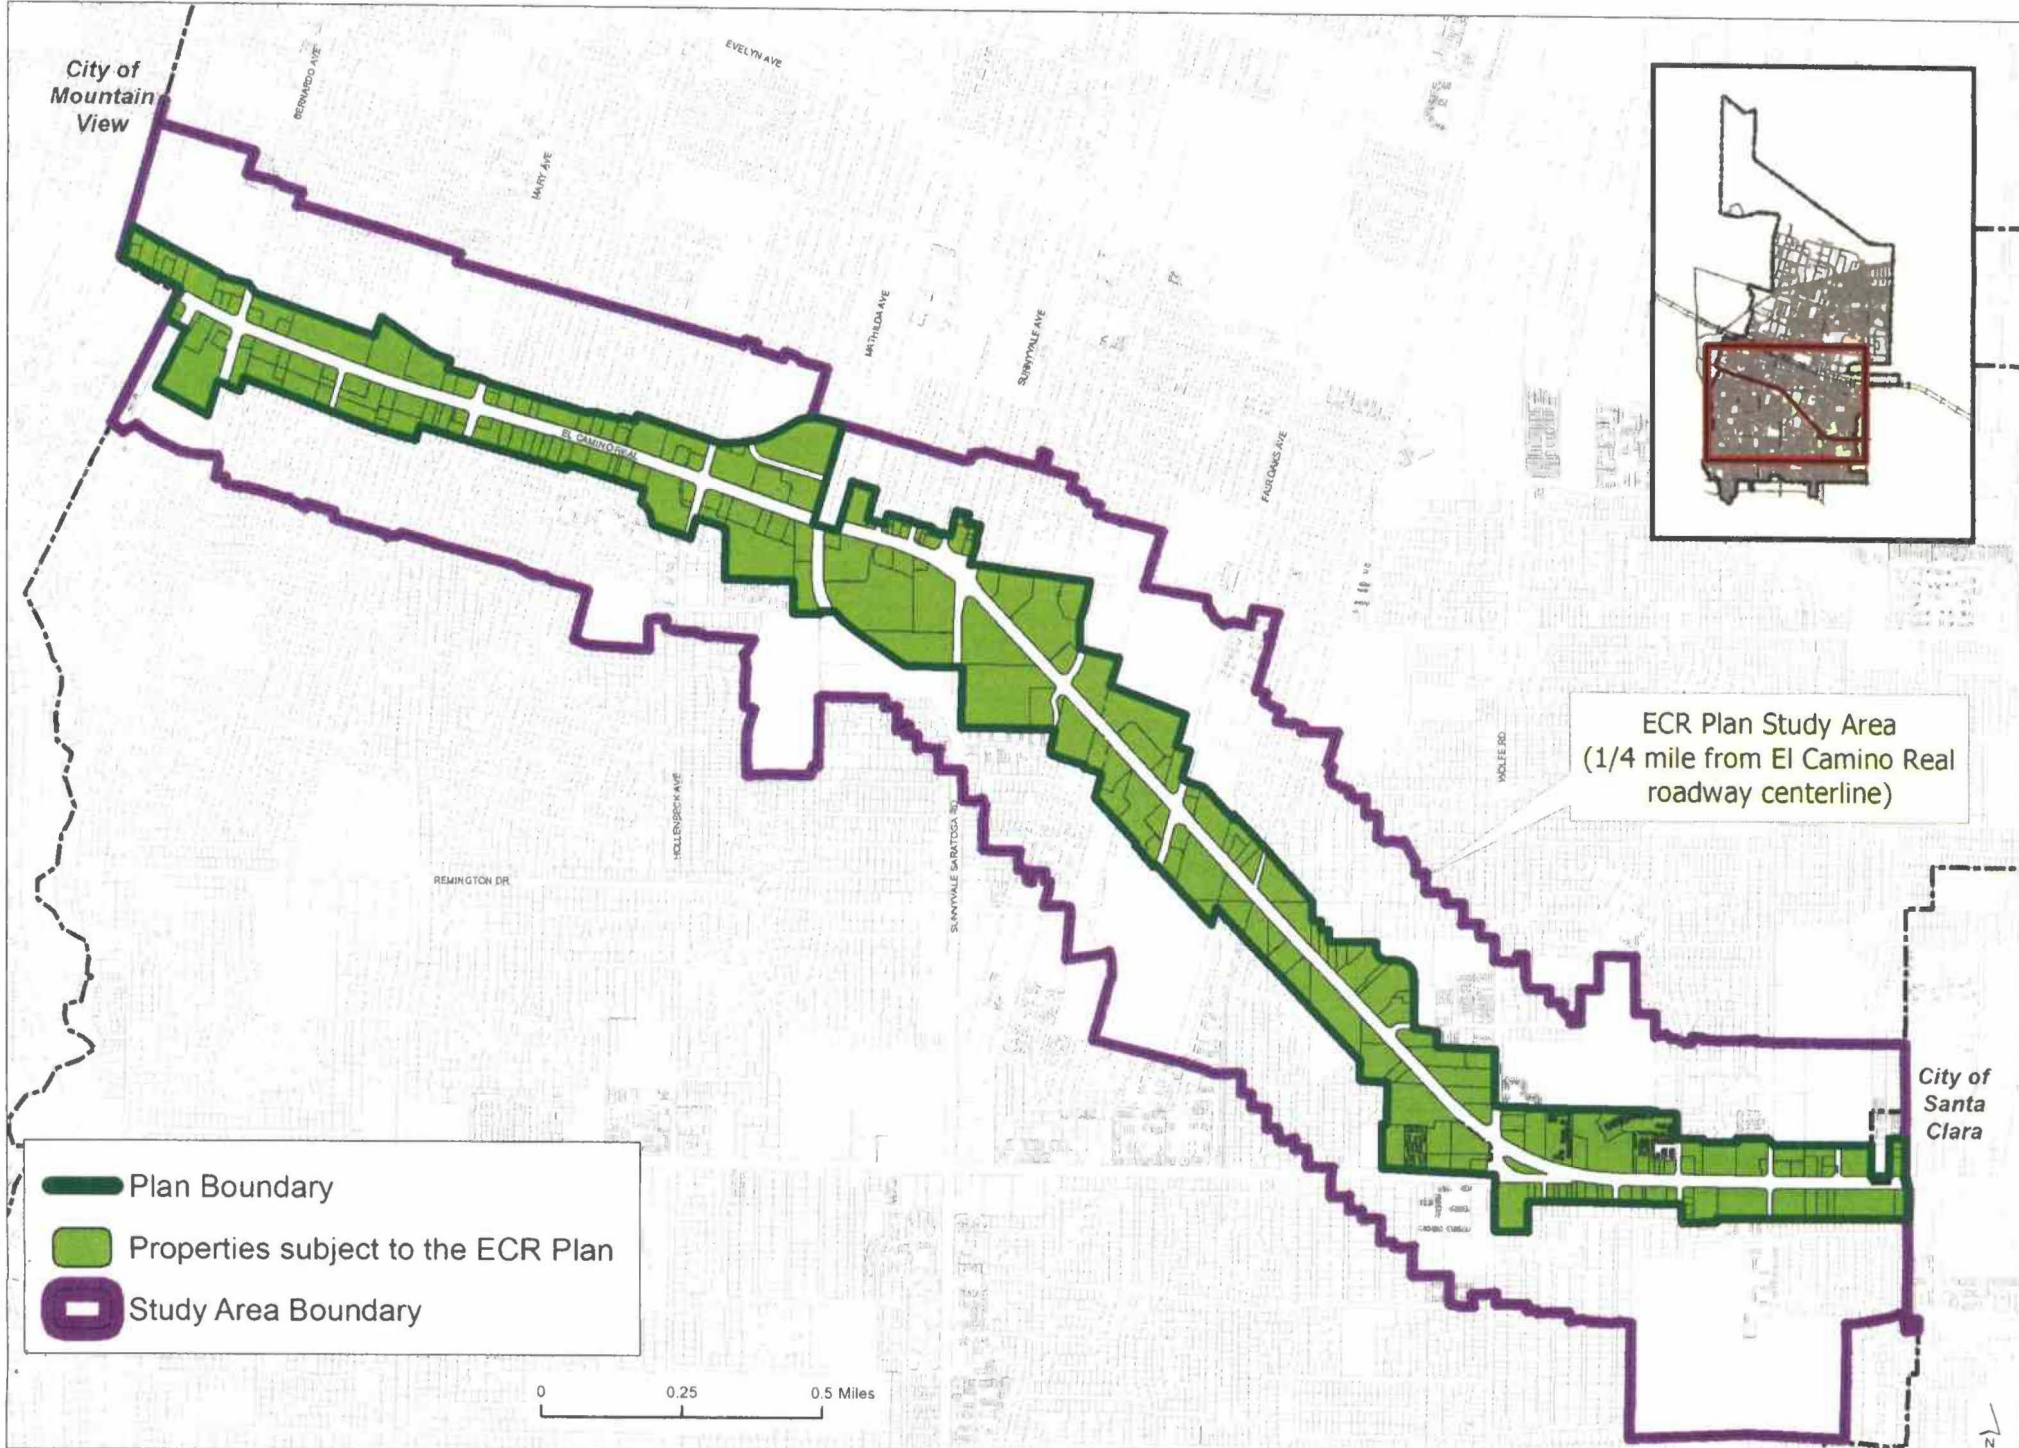 City of
Mountain
View
BERNARDO AVE
EVELYN AVE
MARY AVE
MATHILDA AVE
SUNNYVALE AVE
FAIR OAKS AVE
EL CAMINO REAL
WOLFE RD
ECR Plan Study Area
(1/4 mile from El Camino Real
roadway centerline)
HOLLENBECK AVE
SUNNYVALE SARATOGA RD
REMINGTON DR
City of
Santa
Clara
Plan Boundary
Properties subject to the ECR Plan
Study Area Boundary
0 0.25 0.5 Miles
N